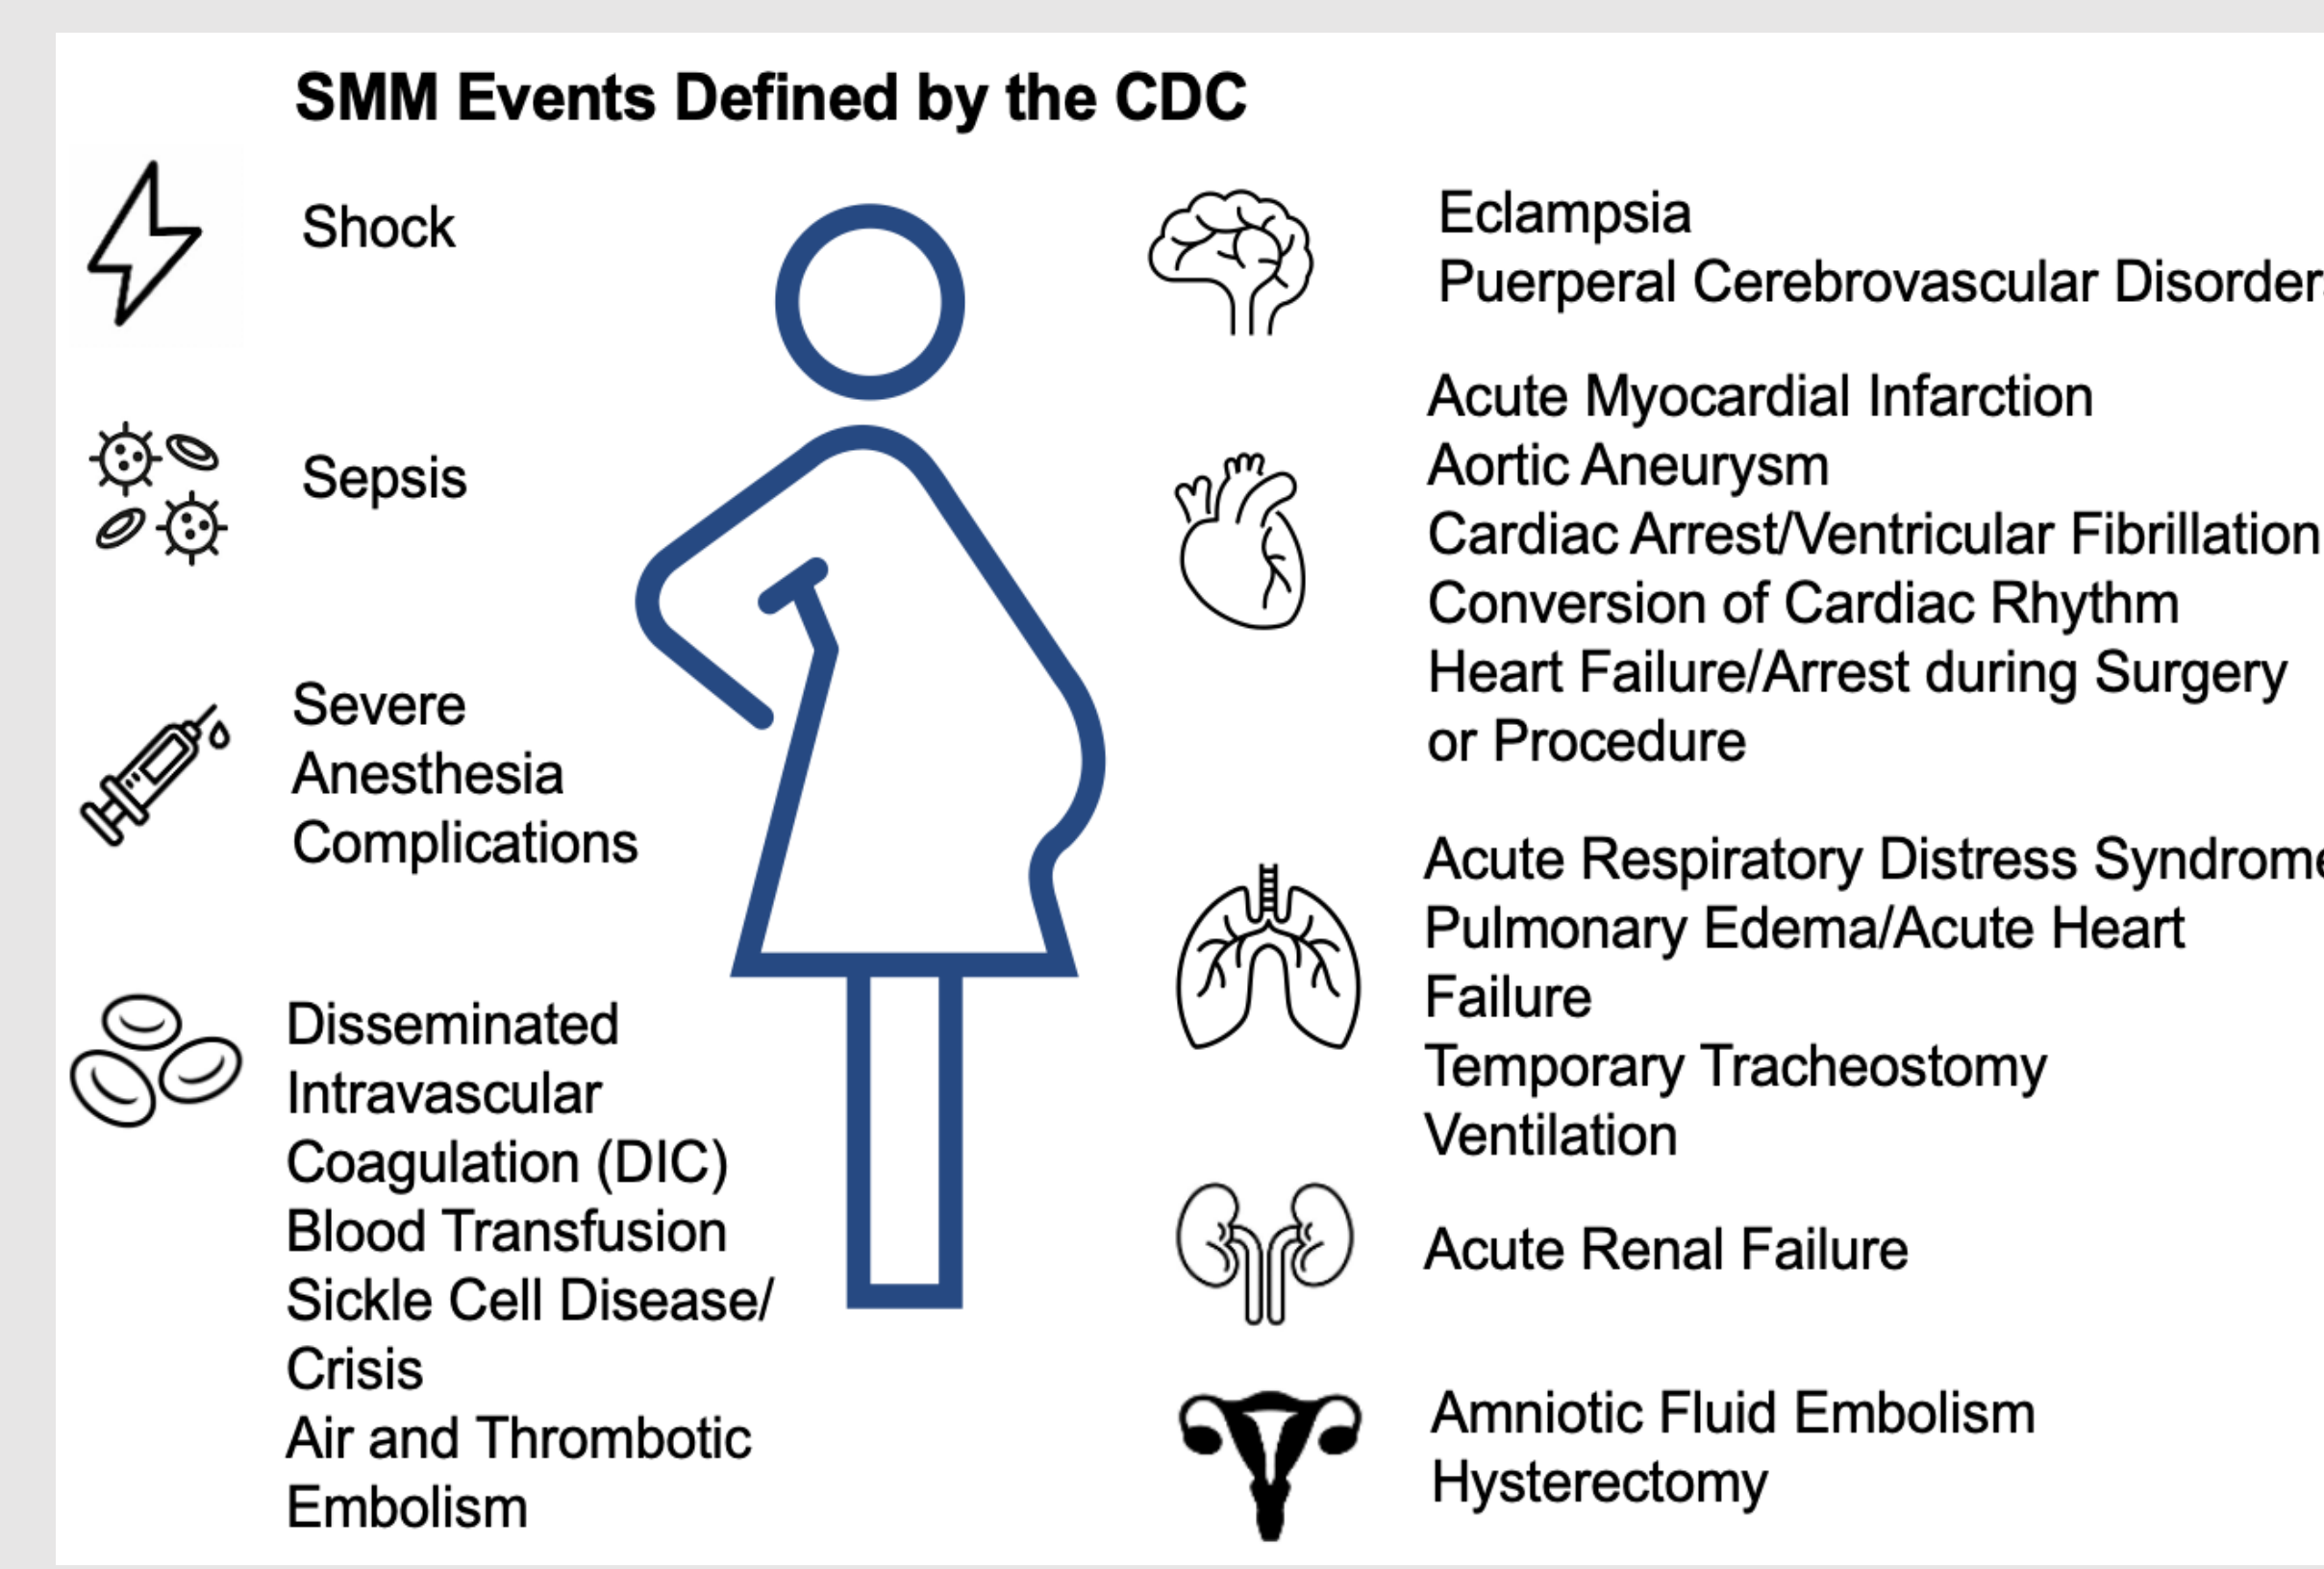 SMM Events Defined by the CDC
Shock
Sepsis
Severe
Anesthesia
Complications
Disseminated
Intravascular
Coagulation (DIC)
Blood Transfusion
Sickle Cell Disease/
Crisis
Air and Thrombotic
Embolism
Eclampsia
Puerperal Cerebrovascular
Acute Myocardial Infarction
Aortic Aneurysm
Cardiac Arrest/Ventricular Fibrillation
Conversion of Cardiac Rhythm
Heart Failure/Arrest during Surgery
or Procedure
Acute Respiratory Distress Syndrome
Pulmonary Edema/Acute Heart
Failure
Temporary Tracheostomy
Ventilation
Acute Renal Failure
Amniotic Fluid Embolism
Hysterectomy